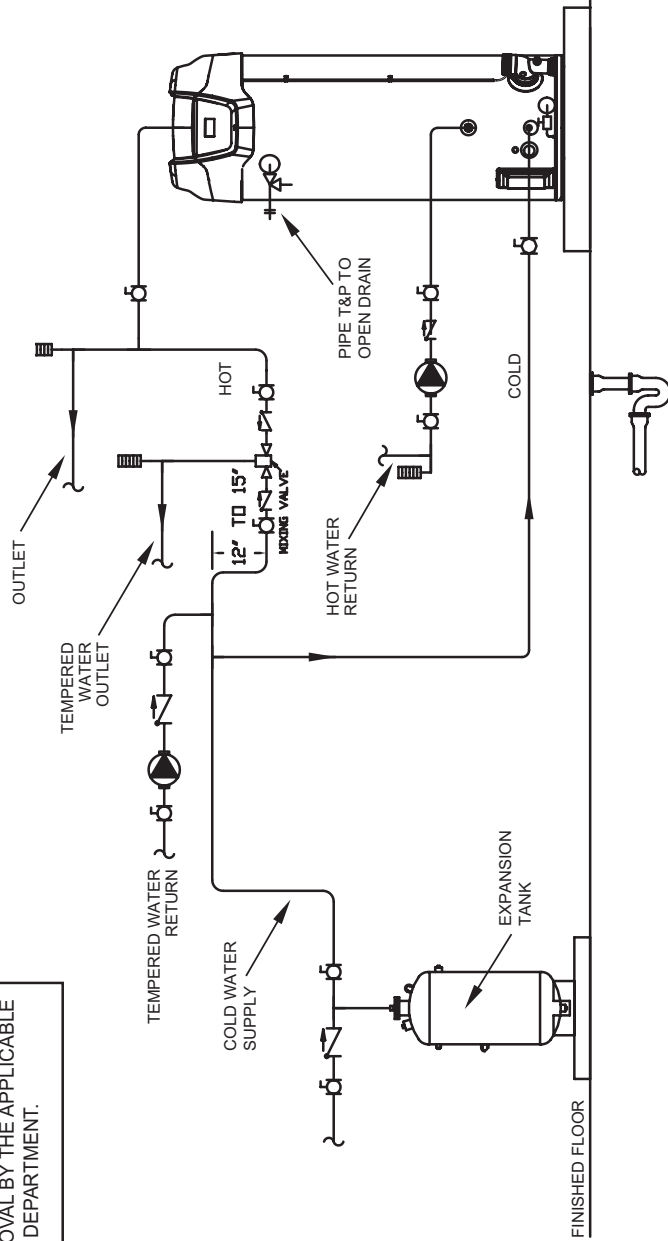 OVAL BY THE APPLICABLE
DEPARTMENT.
OUTLET
TEMPERED
WATER
OUTLET
TEMPERED WATER
RETURN
COLD WATER
SUPPLY
HOT
12" TO 15"
MIXING VALVE
PIPE T&P TO
OPEN DRAIN
HOT WATER
RETURN
COLD
EXPANSION
TANK
FINISHED FLOOR